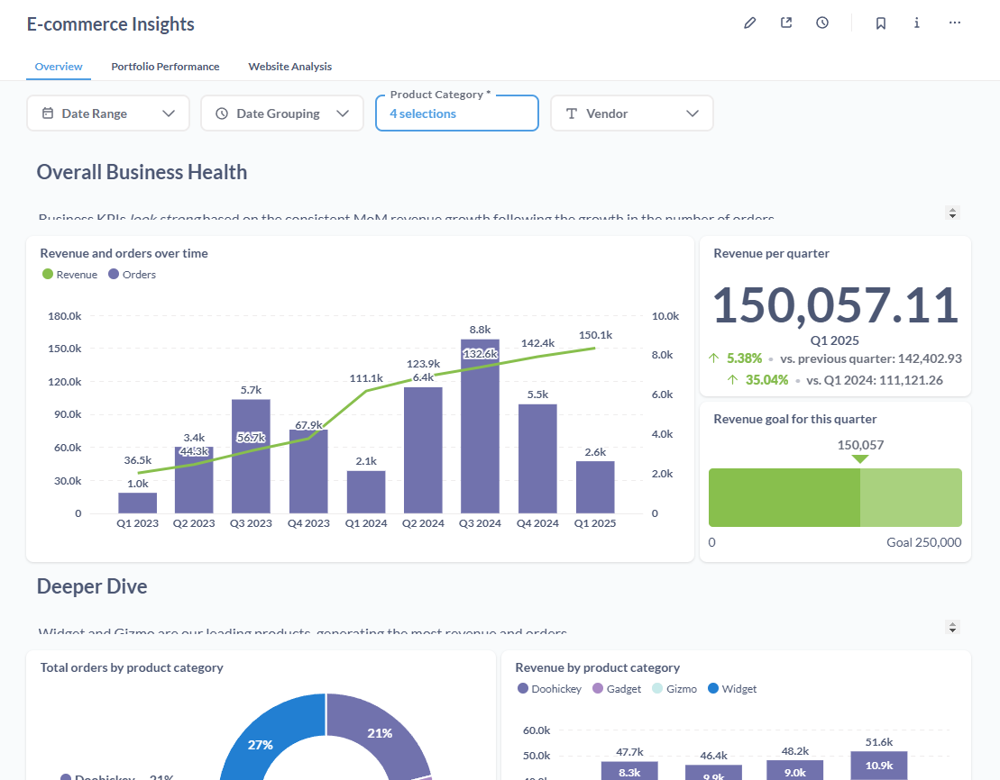 E-commerce Insights
Overview
Portfolio Performance
Website Analysis
Date Range
Date Grouping
Product Category *
4 selections
Vendor
Overall Business Health
Business KPIs look strong based on the consistent MoM revenue growth following the growth in the number of orders
Revenue and orders over time
Revenue
Orders
180.0k
150.0k
120.0k
90.0k
60.0k
30.0k
0
10.0k
8.0k
6.0k
4.0k
2.0k
0
36.5k
1.0k
3.4k
44.3k
5.7k
56.7k
67.9k
111.1k
2.1k
123.9k
6.4k
8.8k
132.6k
142.4k
5.5k
150.1k
2.6k
Q1 2023
Q2 2023
Q3 2023
Q4 2023
Q1 2024
Q2 2024
Q3 2024
Q4 2024
Q1 2025
Revenue per quarter
150,057.11
Q1 2025
5.38% • vs. previous quarter: 142,402.93
35.04% • vs. Q1 2024: 111,121.26
Revenue goal for this quarter
150,057
0
Goal 250,000
Deeper Dive
Widget and Gizmo are our leading products, generating the most revenue and orders
Total orders by product category
27%
21%
Doohickey 21%
Revenue by product category
Doohickey
Gadget
Gizmo
Widget
60.0k
50.0k
40.0k
47.7k
8.3k
46.4k
9.9k
48.2k
9.0k
51.6k
10.9k